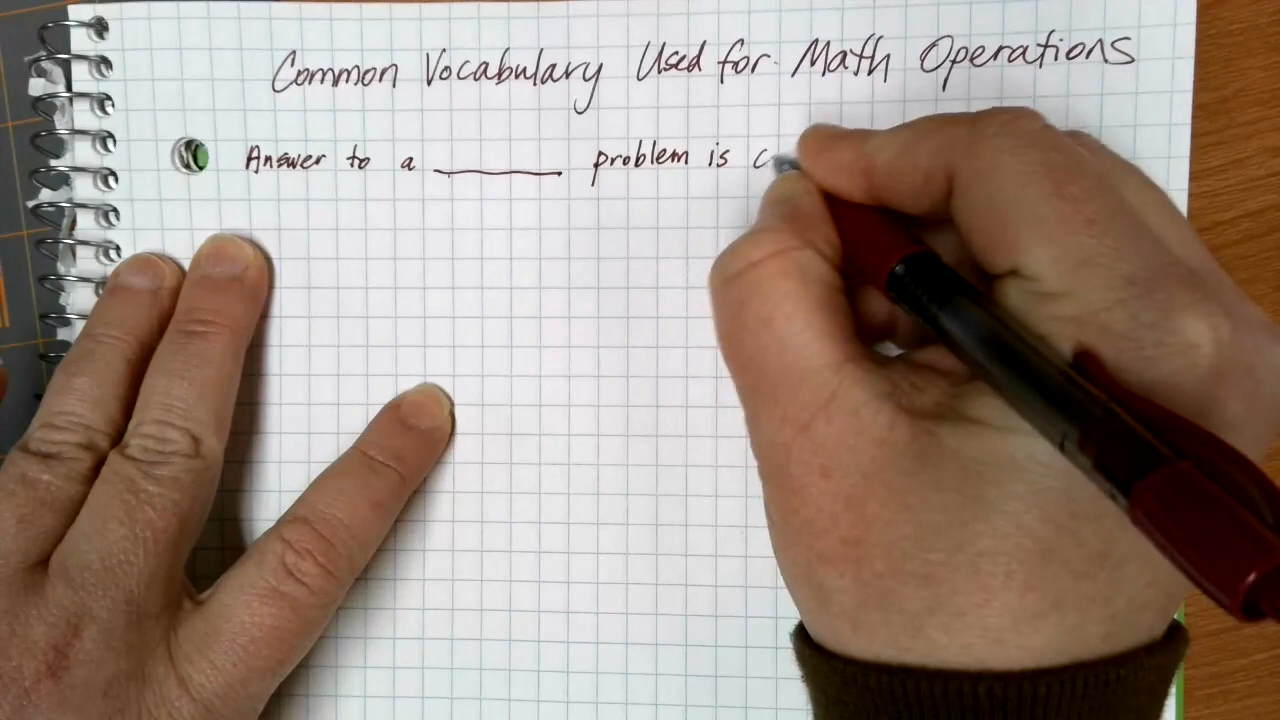 Common Vocabulary Used for Math Operations
Answer to a ______ problem is c